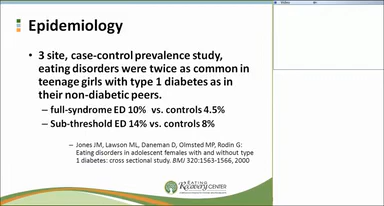 Epidemiology
• 3 site, case-control prevalence study,
eating disorders were twice as common in
teenage girls with type 1 diabetes as in
their non-diabetic peers.
– full-syndrome ED 10% vs. controls 4.5%
– Sub-threshold ED 14% vs. controls 8%
Jones JM, Lawson ML, Daneman D, Olmsted MP, Rodin G:
Eating disorders in adolescent females with and without type
1 diabetes: cross sectional study. BMJ 320:1563-1566, 2000
EATING
Recovery CENTER